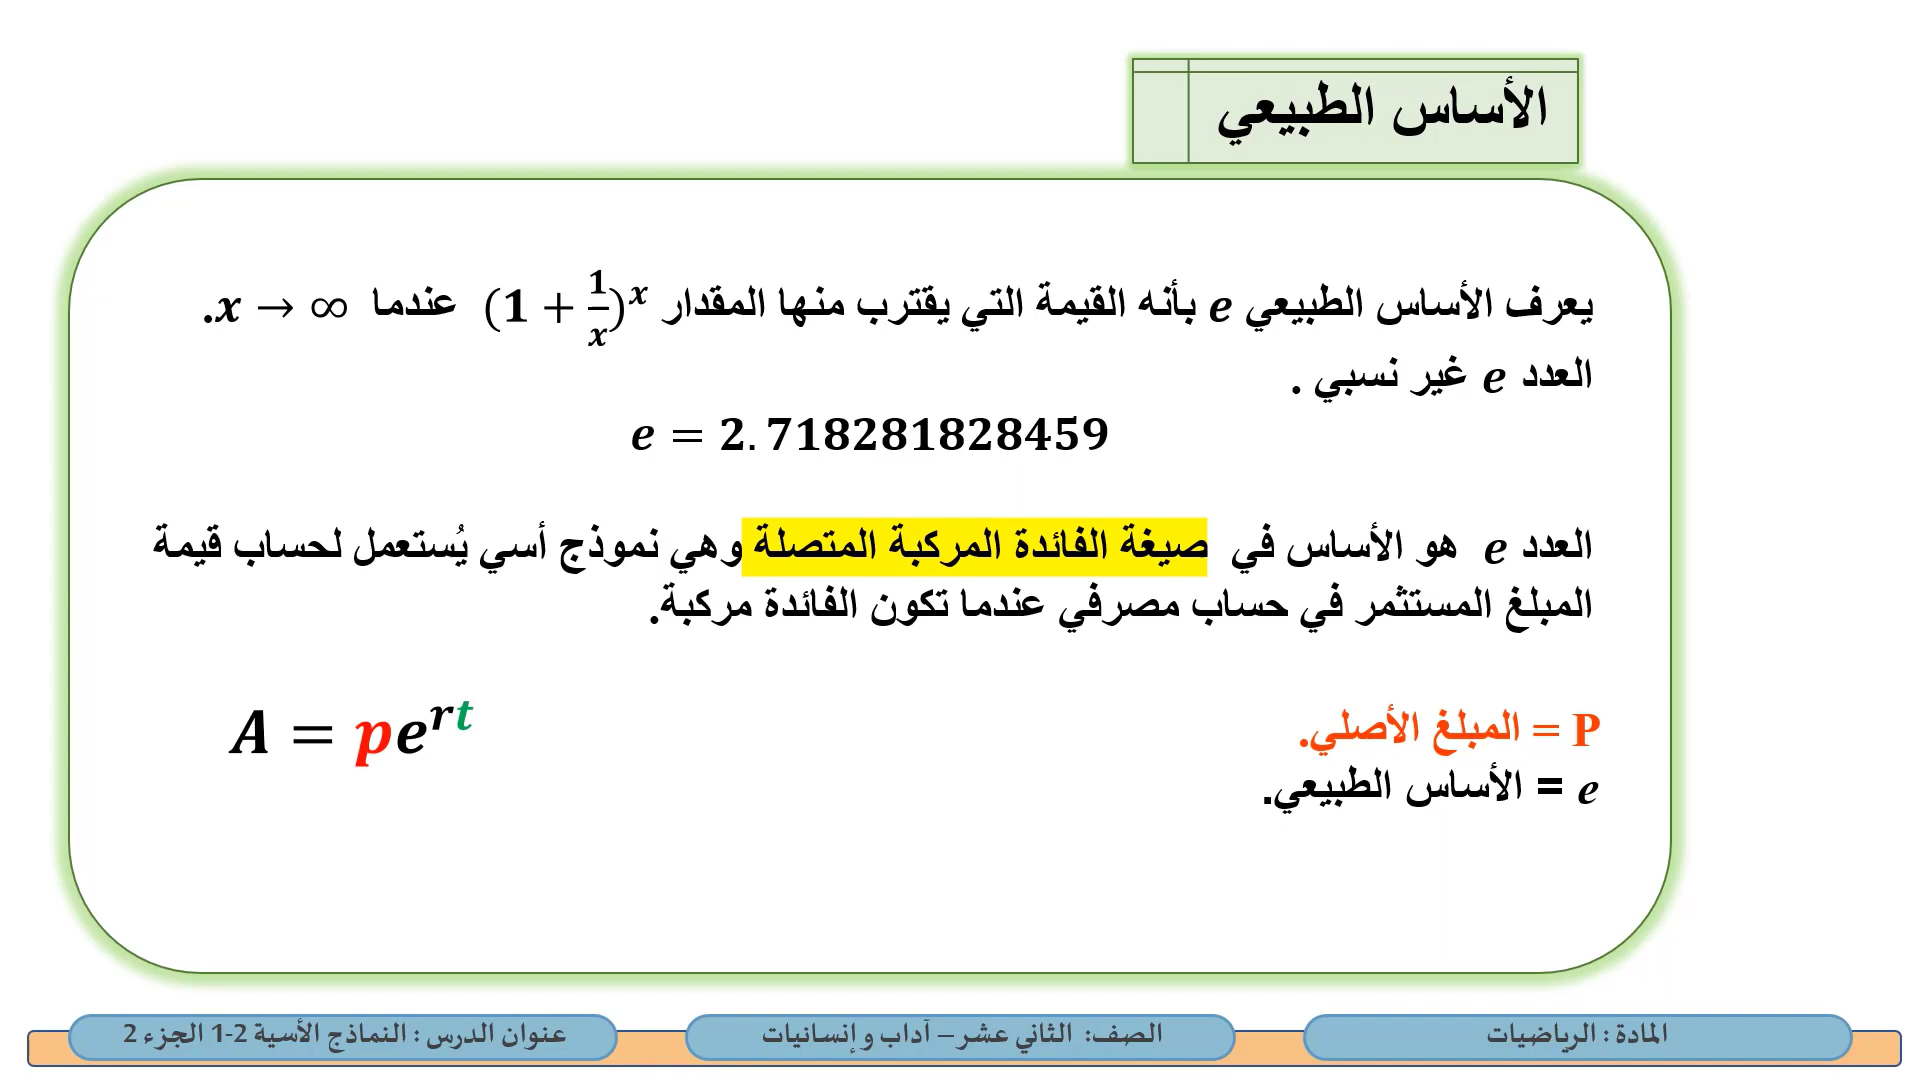 الأساس الطبيعي
يعرف الأساس الطبيعي e بأنه القيمة التي يقترب منها المقدار (1 + 1/x)^x عندما x → ∞.
العدد e غير نسبي .
e = 2.718281828459
العدد e هو الأساس في صيغة الفائدة المركبة المتصلة وهي نموذج أسي يُستعمل لحساب قيمة
المبلغ المستثمر في حساب مصرفي عندما تكون الفائدة مركبة.
P = المبلغ الأصلي.
A = pe^rt
e = الأساس الطبيعي.
المادة : الرياضيات
الصف: الثاني عشر – آداب و إنسانيات
عنوان الدرس : النماذج الأسية 2-1 الجزء 2